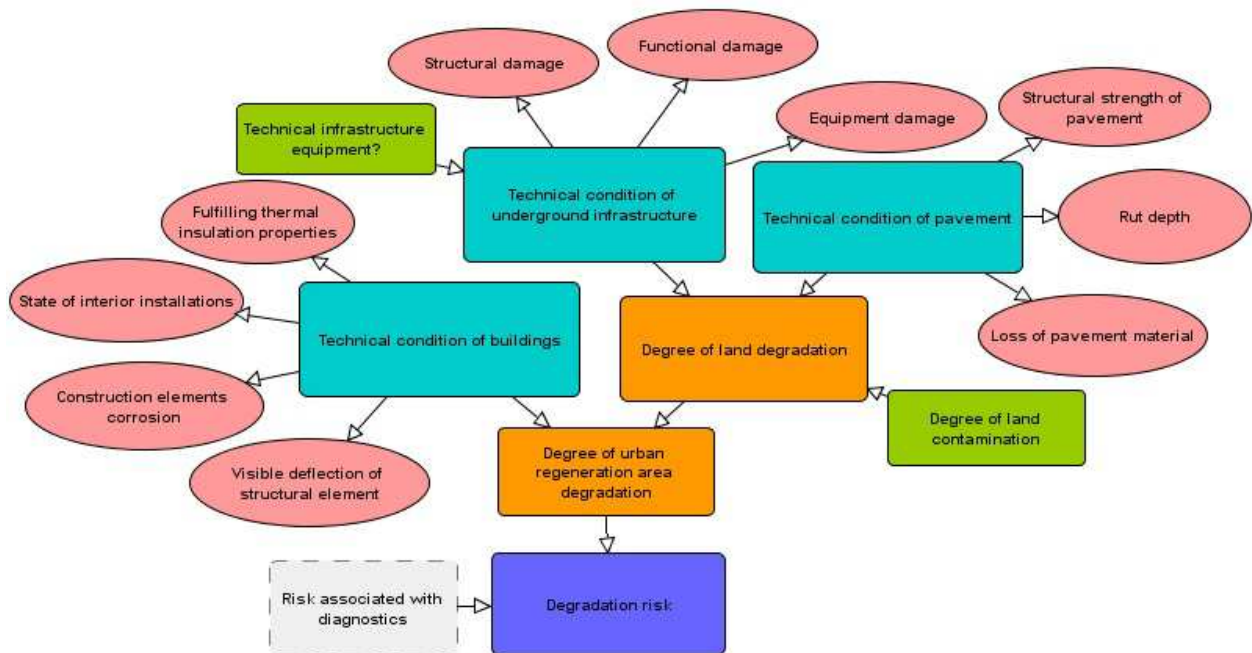 Functional damage
Structural damage
Structural strength of
pavement
Equipment damage
Technical infrastructure
equipment?
Technical condition of
underground infrastructure
Technical condition of pavement
Rut depth
Fulfilling thermal
insulation properties
State of interior installations
Technical condition of buildings
Degree of land degradation
Loss of pavement material
Construction elements
corrosion
Degree of land
contamination
Visible deflection of
structural element
Degree of urban
regeneration area
degradation
Risk associated with
diagnostics
Degradation risk